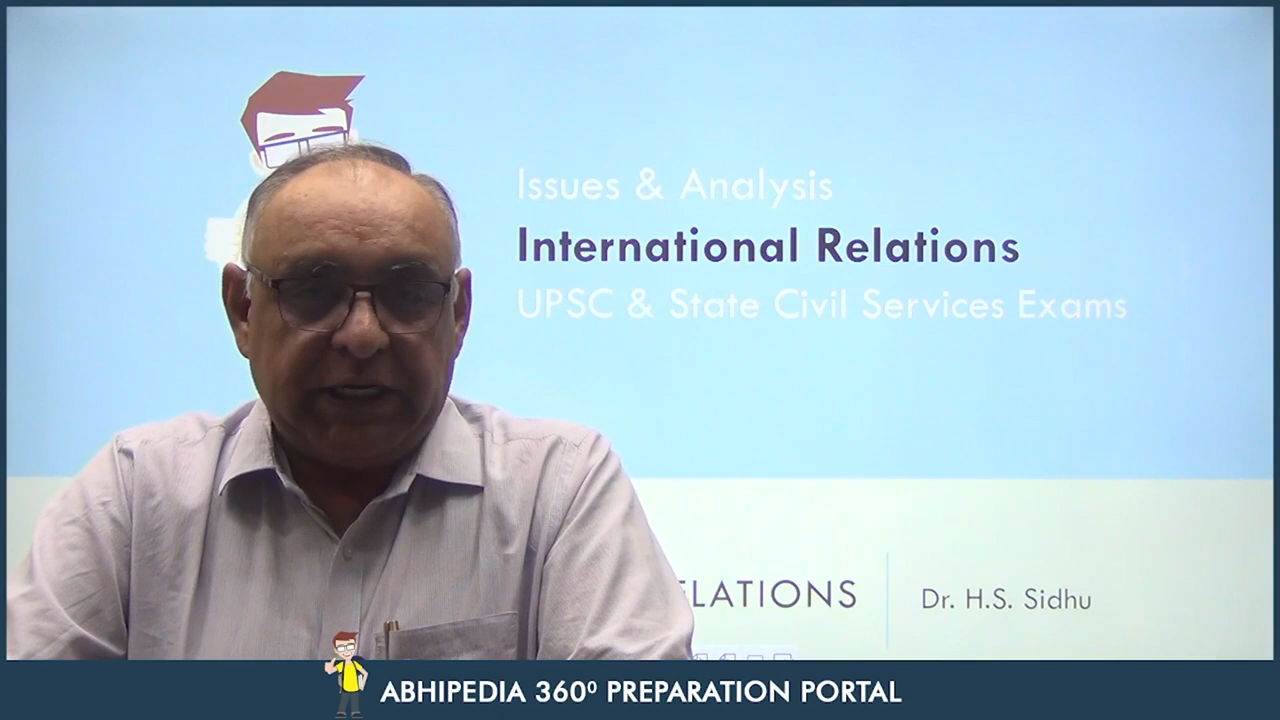 Issues & Analysis
International Relations
UPSC & State Civil Services Exams
ELATIONS
Dr. H.S. Sidhu
ABHIPEDIA 360⁰ PREPARATION PORTAL